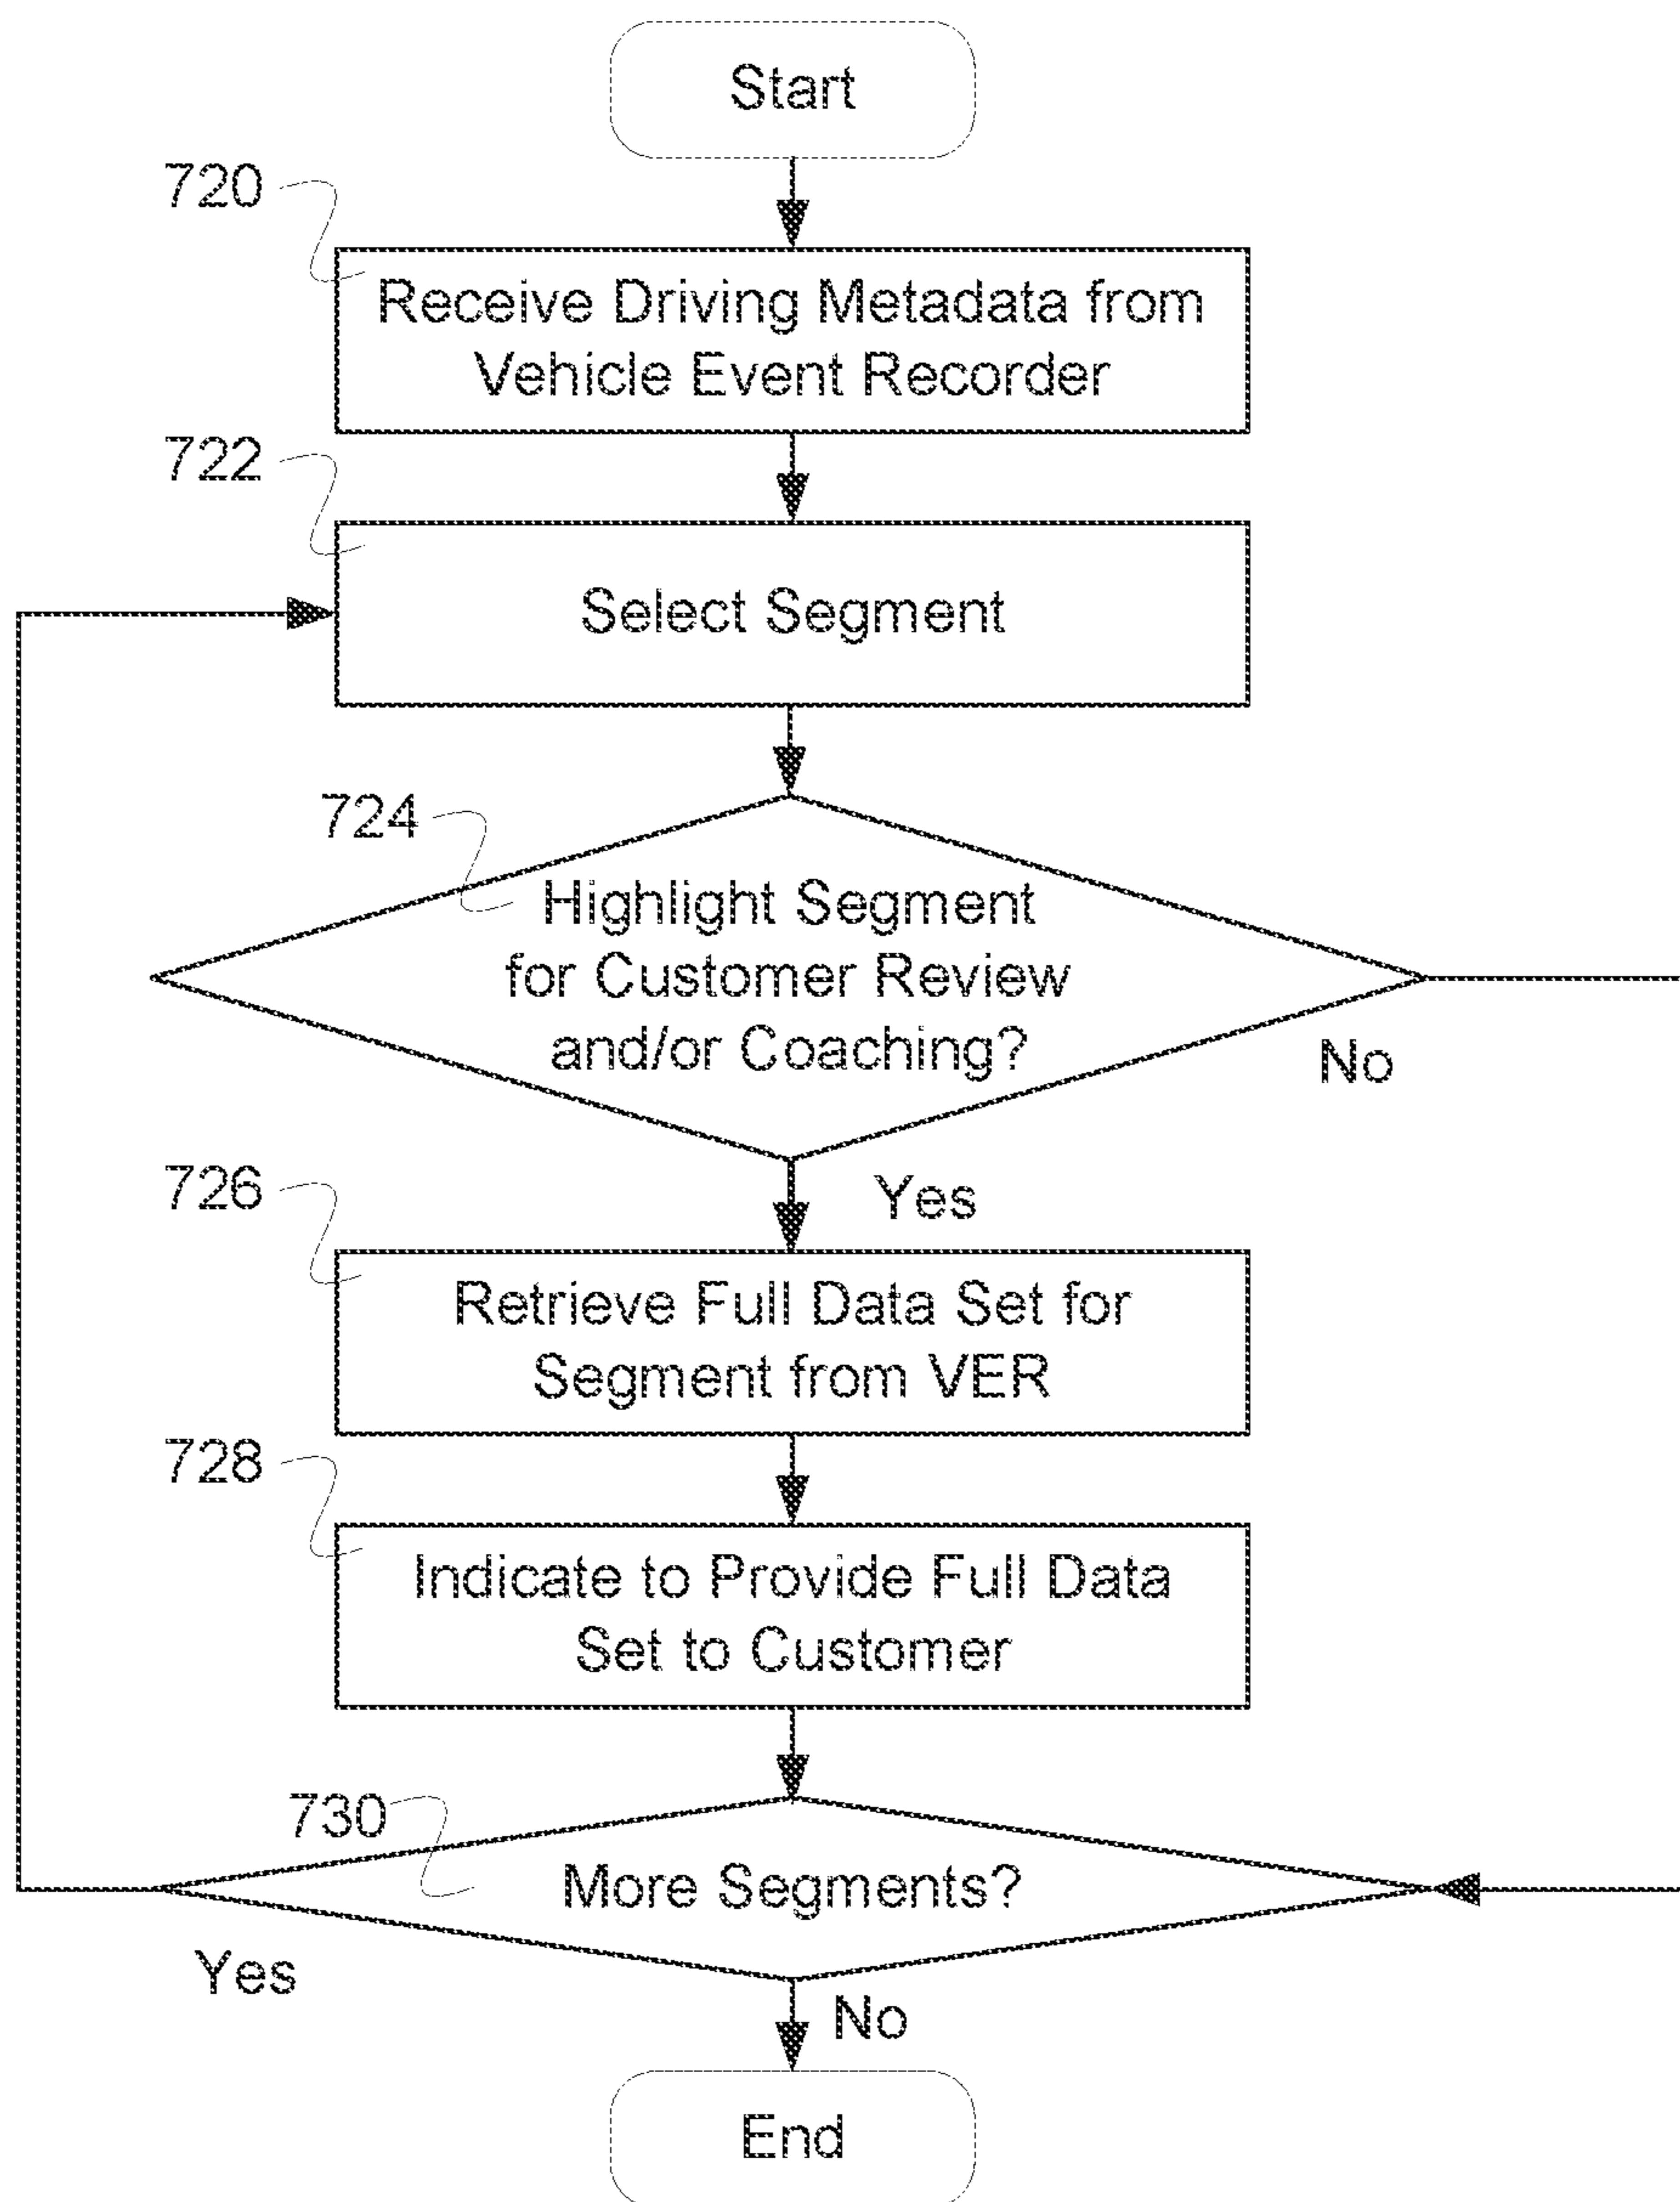 Start
720
Receive Driving Metadata from
Vehicle Event Recorder
722
Select Segment
724
Highlight Segment
for Customer Review
and/or Coaching?
No
Yes
726
Retrieve Full Data Set for
Segment from VER
728
Indicate to Provide Full Data
Set to Customer
730
More Segments?
Yes
No
End